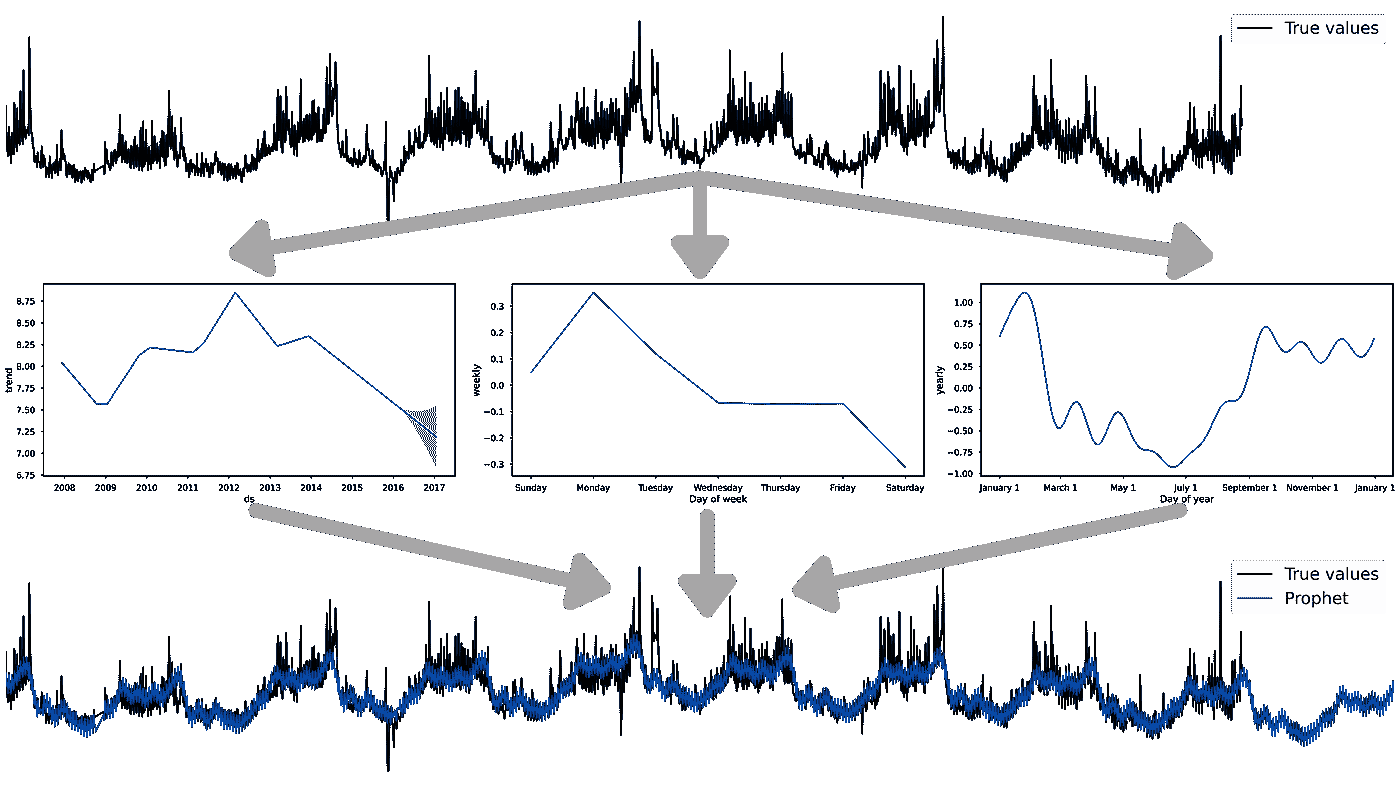 True values
8.75
8.50
8.25
8.00
7.75
7.50
7.25
7.00
6.75
trend
2008 2009 2010 2011 2012 2013 2014 2015 2016 2017
ds
0.3
0.2
0.1
0.0
−0.1
−0.2
−0.3
weekly
Sunday Monday Tuesday Wednesday Thursday Friday Saturday
Day of week
1.00
0.75
0.50
0.25
0.00
−0.25
−0.50
−0.75
−1.00
yearly
January 1 March 1 May 1 July 1 September 1 November 1 January 1
Day of year
True values
Prophet